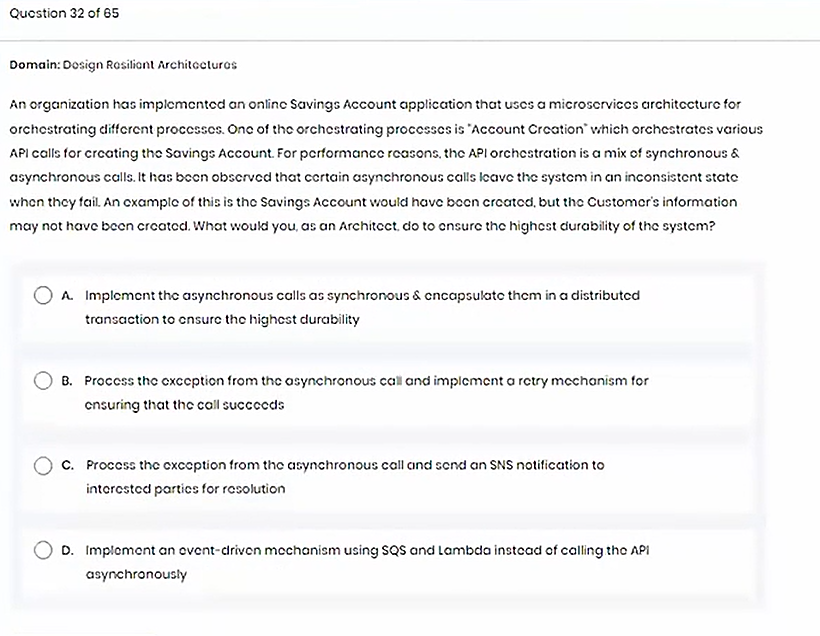 Question 32 of 65
Domain: Design Resilient Architectures
An organization has implemented an online Savings Account application that uses a microservices architecture for
orchestrating different processes. One of the orchestrating processes is "Account Creation" which orchestrates various
API calls for creating the Savings Account. For performance reasons, the API orchestration is a mix of synchronous &
asynchronous calls. It has been observed that certain asynchronous calls leave the system in an inconsistent state
when they fail. An example of this is the Savings Account would have been created, but the Customer's information
may not have been created. What would you, as an Architect, do to ensure the highest durability of the system?
A. Implement the asynchronous calls as synchronous & encapsulate them in a distributed
transaction to ensure the highest durability
B. Process the exception from the asynchronous call and implement a retry mechanism for
ensuring that the call succeeds
C. Process the exception from the asynchronous call and send an SNS notification to
interested parties for resolution
D. Implement an event-driven mechanism using SQS and Lambda instead of calling the API
asynchronously